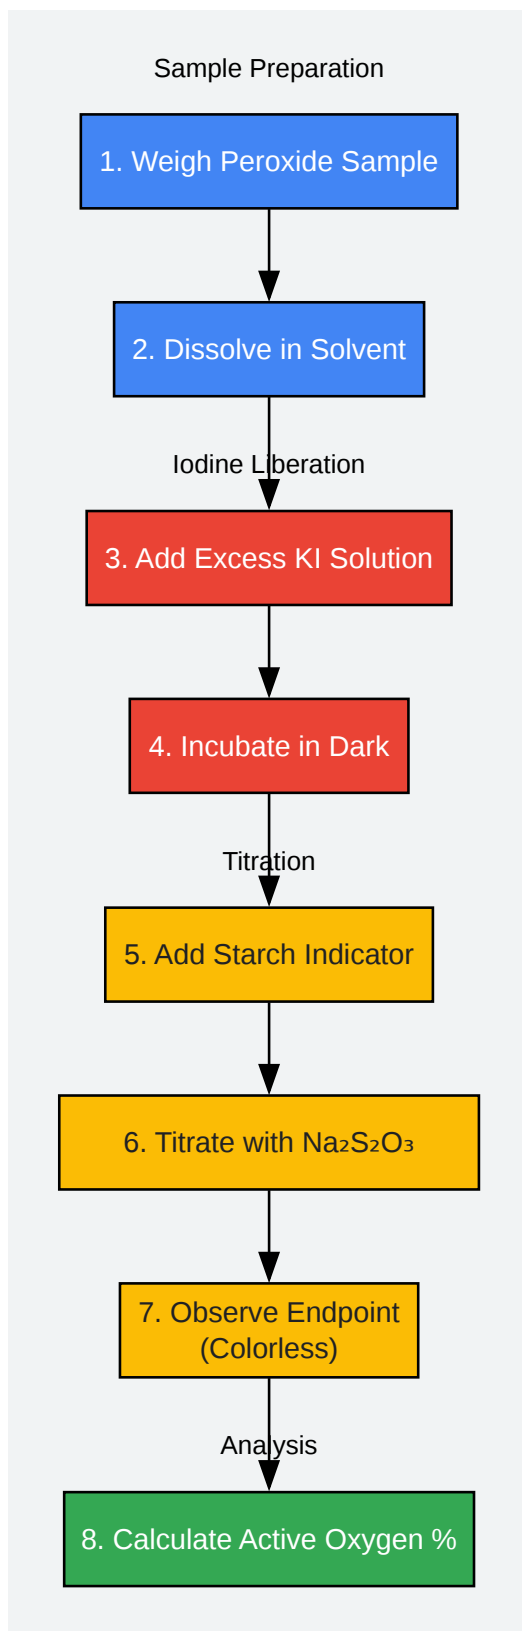 Sample Preparation
1. Weigh Peroxide Sample
2. Dissolve in Solvent
Iodine Liberation
3. Add Excess KI Solution
4. Incubate in Dark
Titration
5. Add Starch Indicator
6. Titrate with Na₂S₂O₃
7. Observe Endpoint
(Colorless)
Analysis
8. Calculate Active Oxygen %